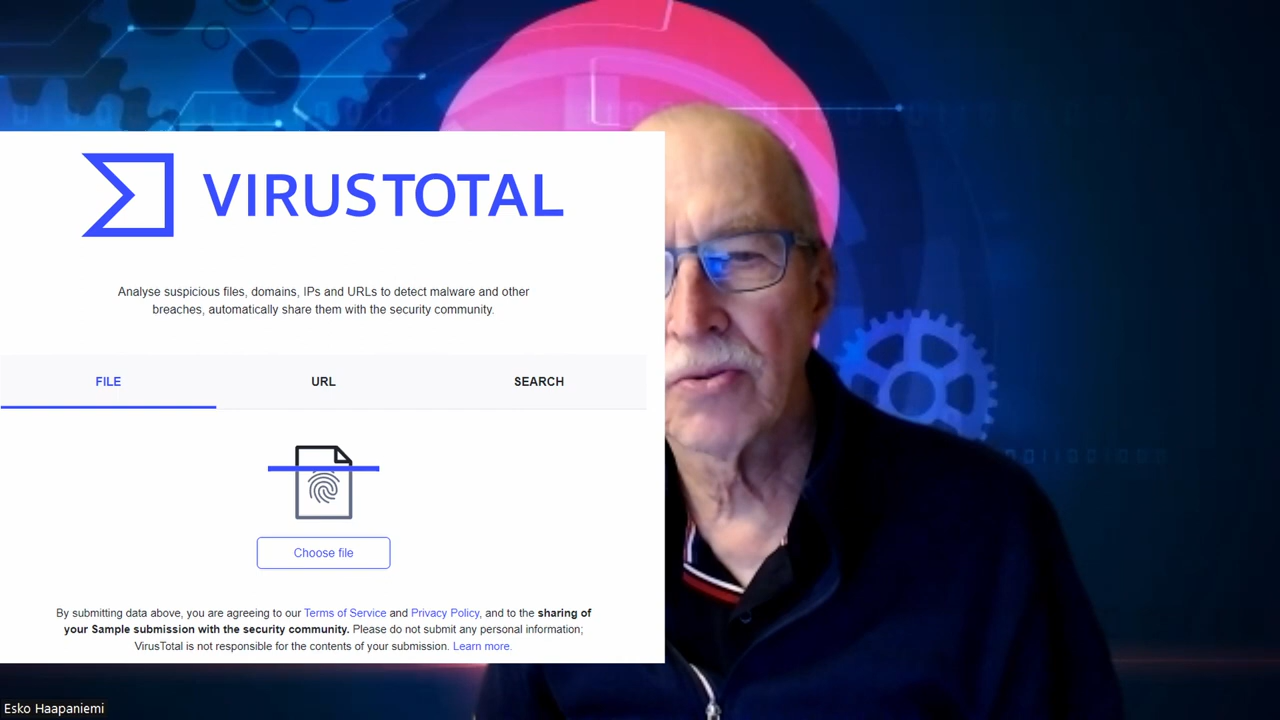 VIRUSTOTAL
Analyse suspicious files, domains, IPs and URLs to detect malware and other
breaches, automatically share them with the security community.
FILE
URL
SEARCH
Choose file
By submitting data above, you are agreeing to our Terms of Service and Privacy Policy, and to the sharing of
your Sample submission with the security community. Please do not submit any personal information;
VirusTotal is not responsible for the contents of your submission. Learn more.
Esko Haapaniemi